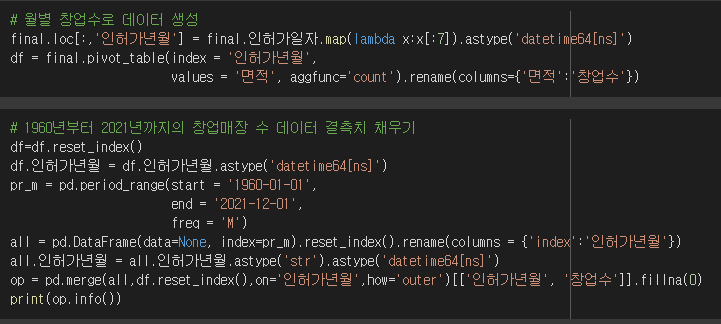 # 월별 창업수로 데이터 생성
final.loc[:,'인허가년월'] = final.인허가일자.map(lambda x:x[:7]).astype('datetime64[ns]')
df = final.pivot_table(index = '인허가년월',
values = '면적', aggfunc='count').rename(columns={'면적':'창업수'})
# 1960년부터 2021년까지의 창업매장 수 데이터 결측치 채우기
df=df.reset_index()
df.인허가년월 = df.인허가년월.astype('datetime64[ns]')
pr_m = pd.period_range(start = '1960-01-01',
end = '2021-12-01',
freq = 'M')
all = pd.DataFrame(data=None, index=pr_m).reset_index().rename(columns = {'index':'인허가년월'})
all.인허가년월 = all.인허가년월.astype('str').astype('datetime64[ns]')
op = pd.merge(all,df.reset_index(),on='인허가년월',how='outer')[['인허가년월', '창업수']].fillna(0)
print(op.info())